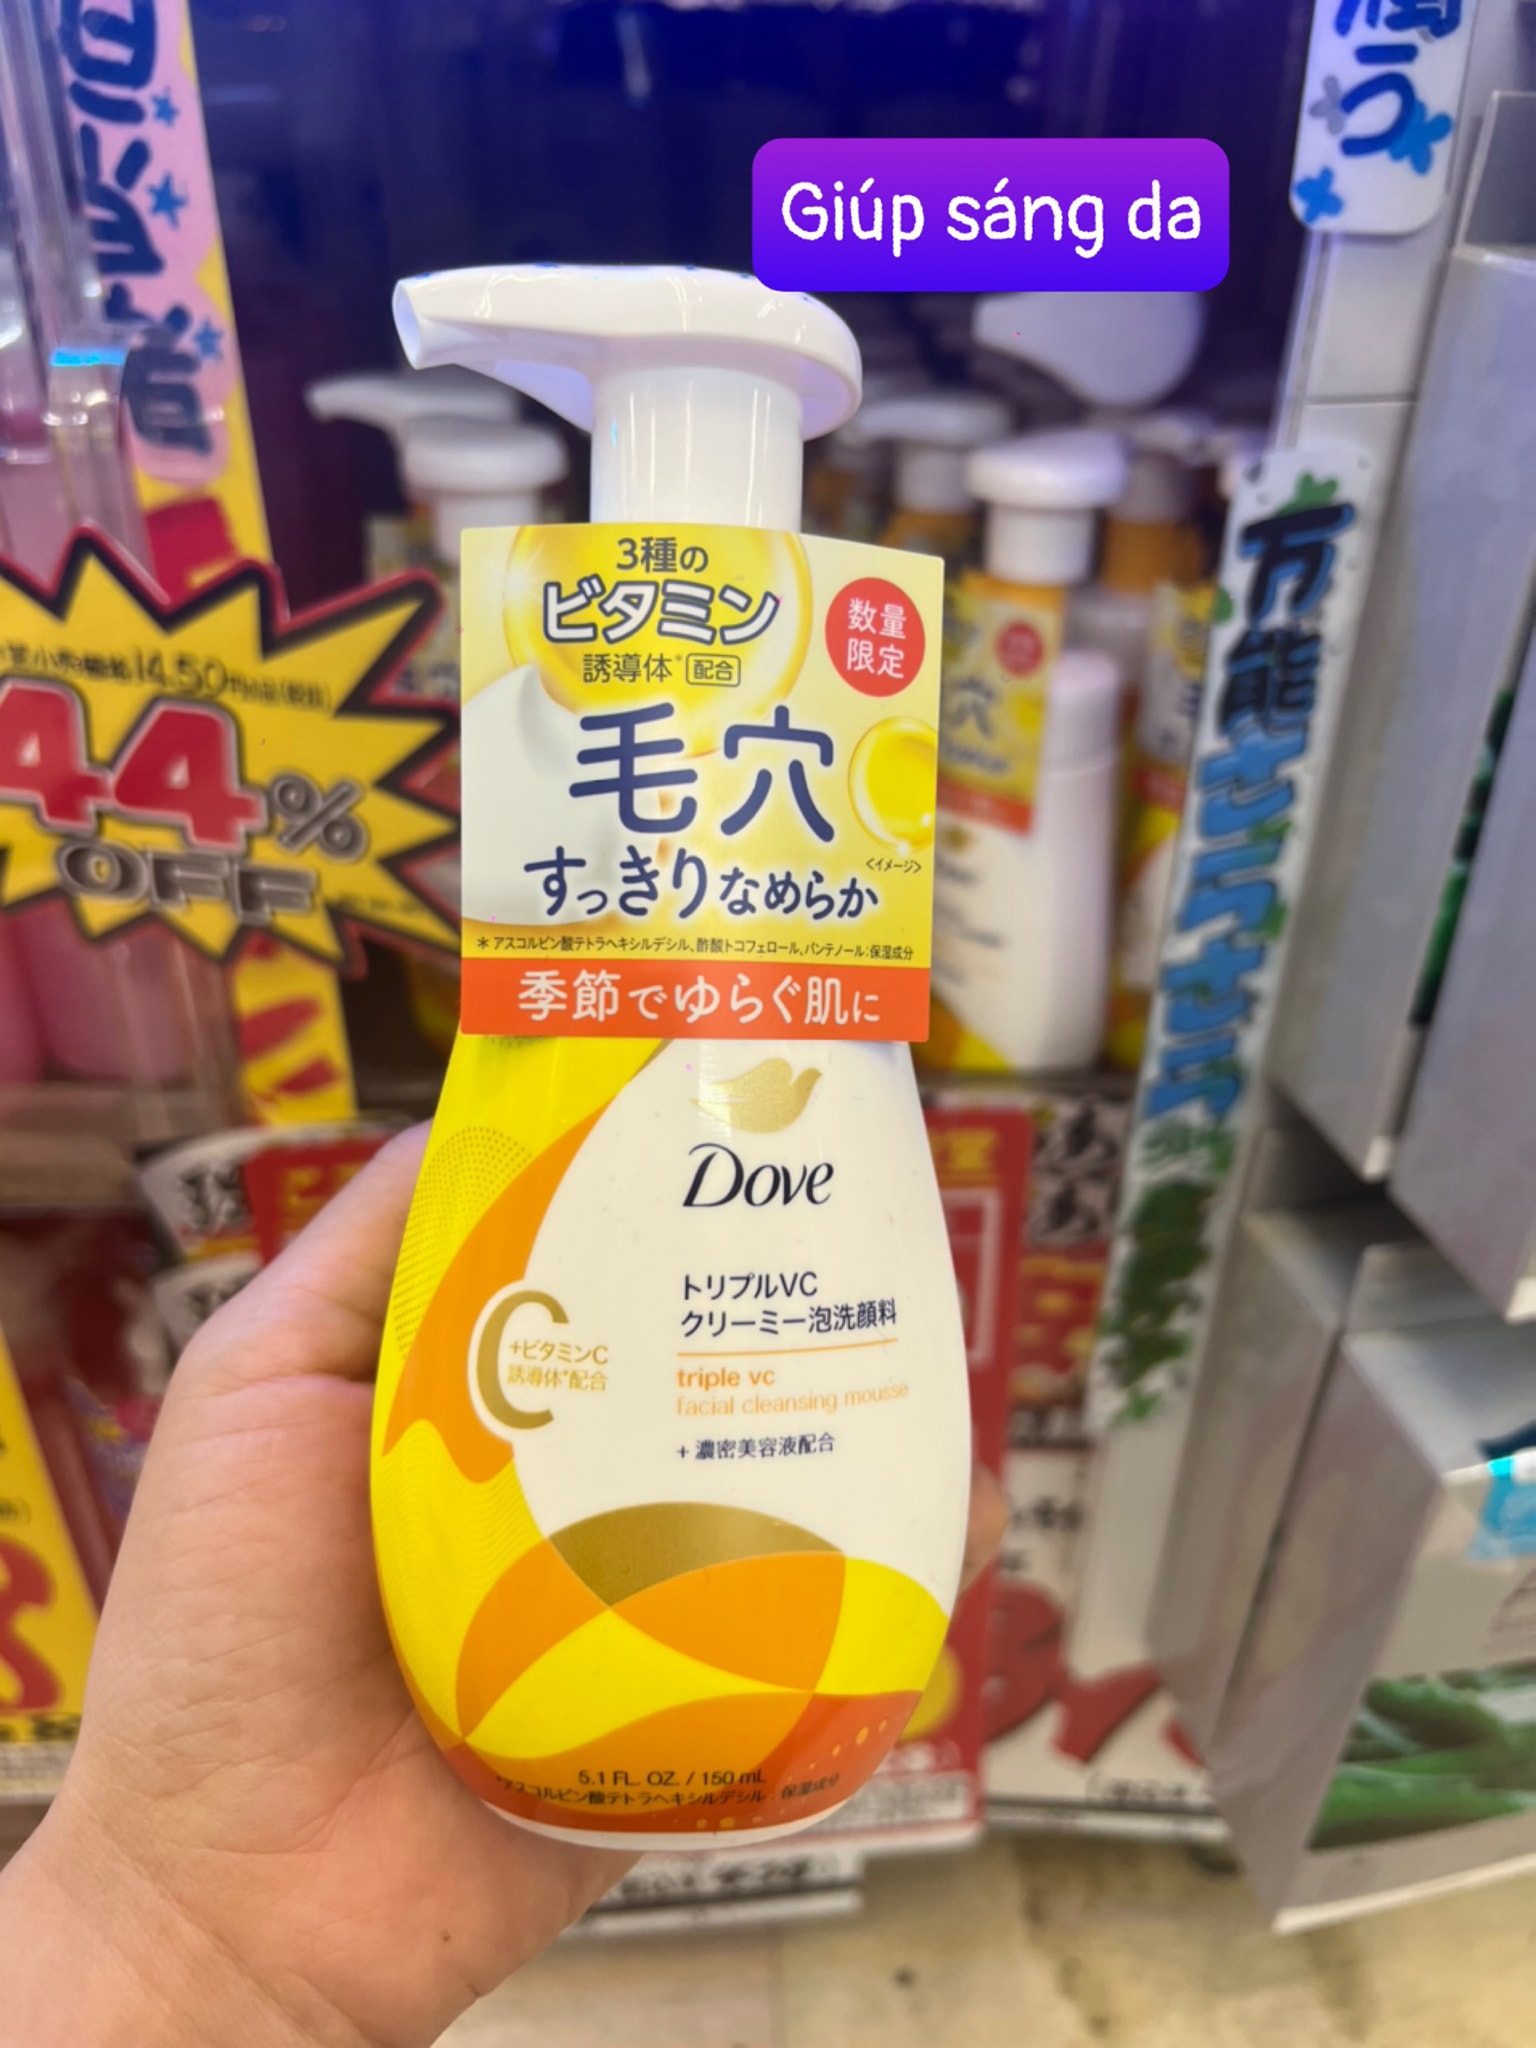 Giúp sáng da
3種の
ビタミン
誘導体* 配合
数量
限定
毛穴
すっきりなめらか
<イメージ>
*アスコルビン酸テトラヘキシルデシル、酢酸トコフェロール、パンテノール:保湿成分
季節でゆらぐ肌に
Dove
トリプルVC
クリーミー泡洗顔料
triple vc
facial cleansing mousse
+濃密美容液配合
C
+ビタミンC
誘導体*配合
5.1 FL. OZ. / 150 mL
*アスコルビン酸テトラヘキシルデシル:保湿成分
44%
OFF
万能